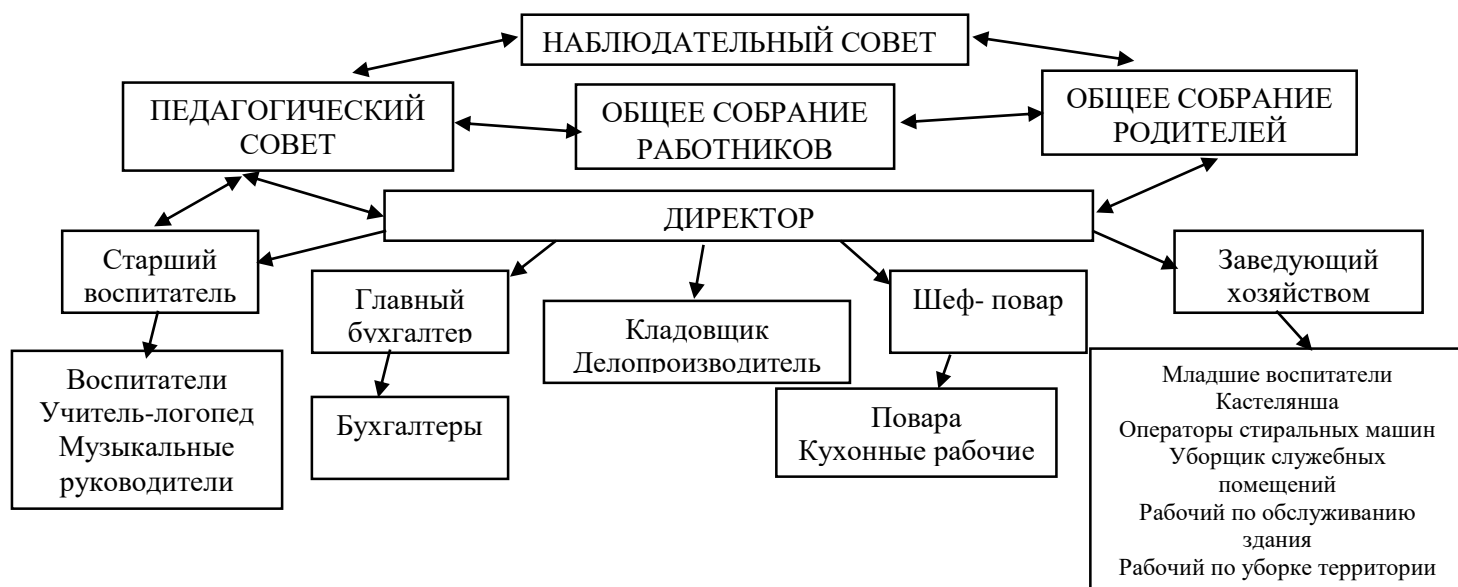 НАБЛЮДАТЕЛЬНЫЙ СОВЕТ
ПЕДАГОГИЧЕСКИЙ
СОВЕТ
ОБЩЕЕ СОБРАНИЕ
РАБОТНИКОВ
ОБЩЕЕ СОБРАНИЕ
РОДИТЕЛЕЙ
ДИРЕКТОР
Старший
воспитатель
Главный
бухгалтер
Кладовщик
Делопроизводитель
Шеф- повар
Заведующий
хозяйством
Воспитатели
Учитель-логопед
Музыкальные
руководители
Бухгалтеры
Повара
Кухонные рабочие
Младшие воспитатели
Кастелянша
Операторы стиральных машин
Уборщик служебных
помещений
Рабочий по обслуживанию
здания
Рабочий по уборке территории